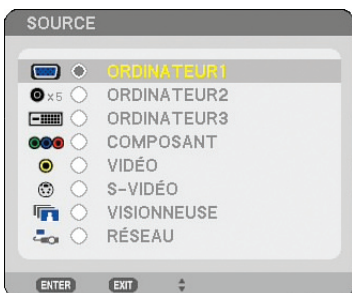 SOURCE
ORDINATEUR1
×5 ORDINATEUR2
ORDINATEUR3
COMPOSANT
VIDÉO
S-VIDÉO
VISIONNEUSE
RÉSEAU
ENTER EXIT